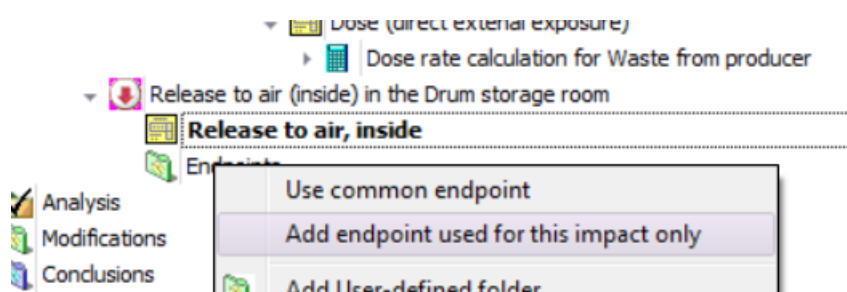 Dose (direct external exposure)
Dose rate calculation for Waste from producer
Release to air (inside) in the Drum storage room
Release to air, inside
Endpoints
Use common endpoint
Analysis
Add endpoint used for this impact only
Modifications
Conclusions
Add User-defined folder